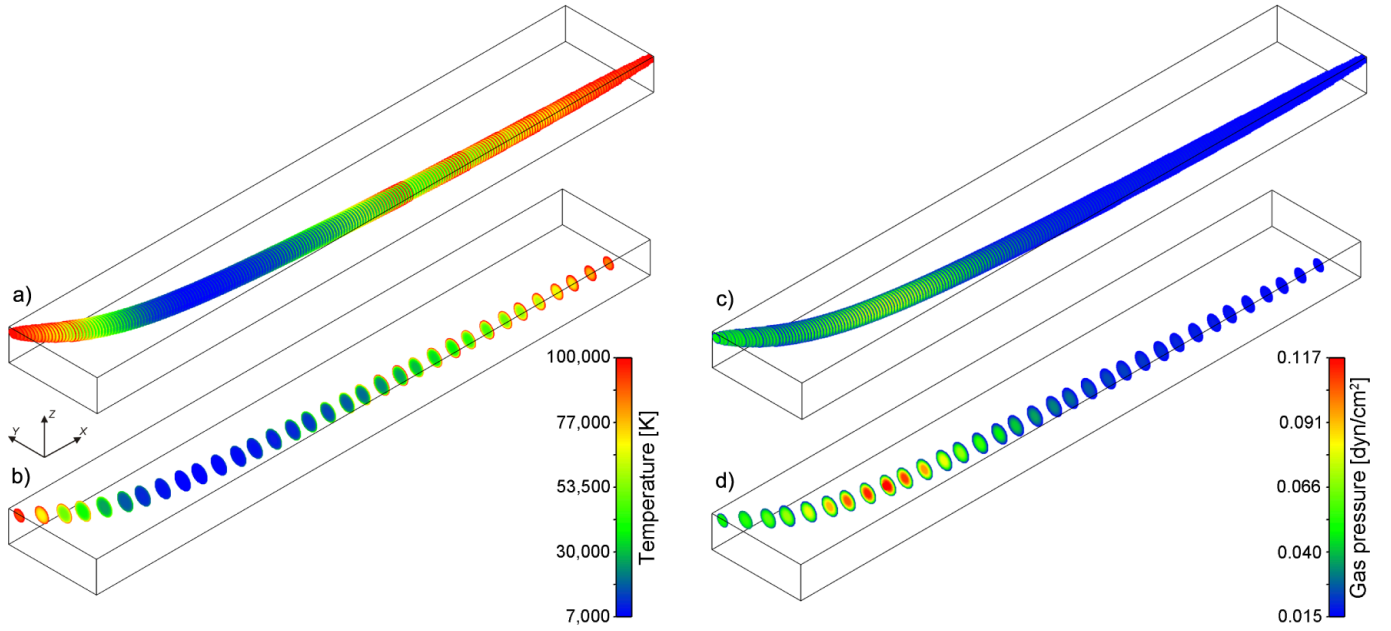 a)
c)
Z
Y
X
b)
d)
100,000
77,000
53,500
30,000
7,000
Temperature [K]
0.117
0.091
0.066
0.040
0.015
Gas pressure [dyn/cm²]